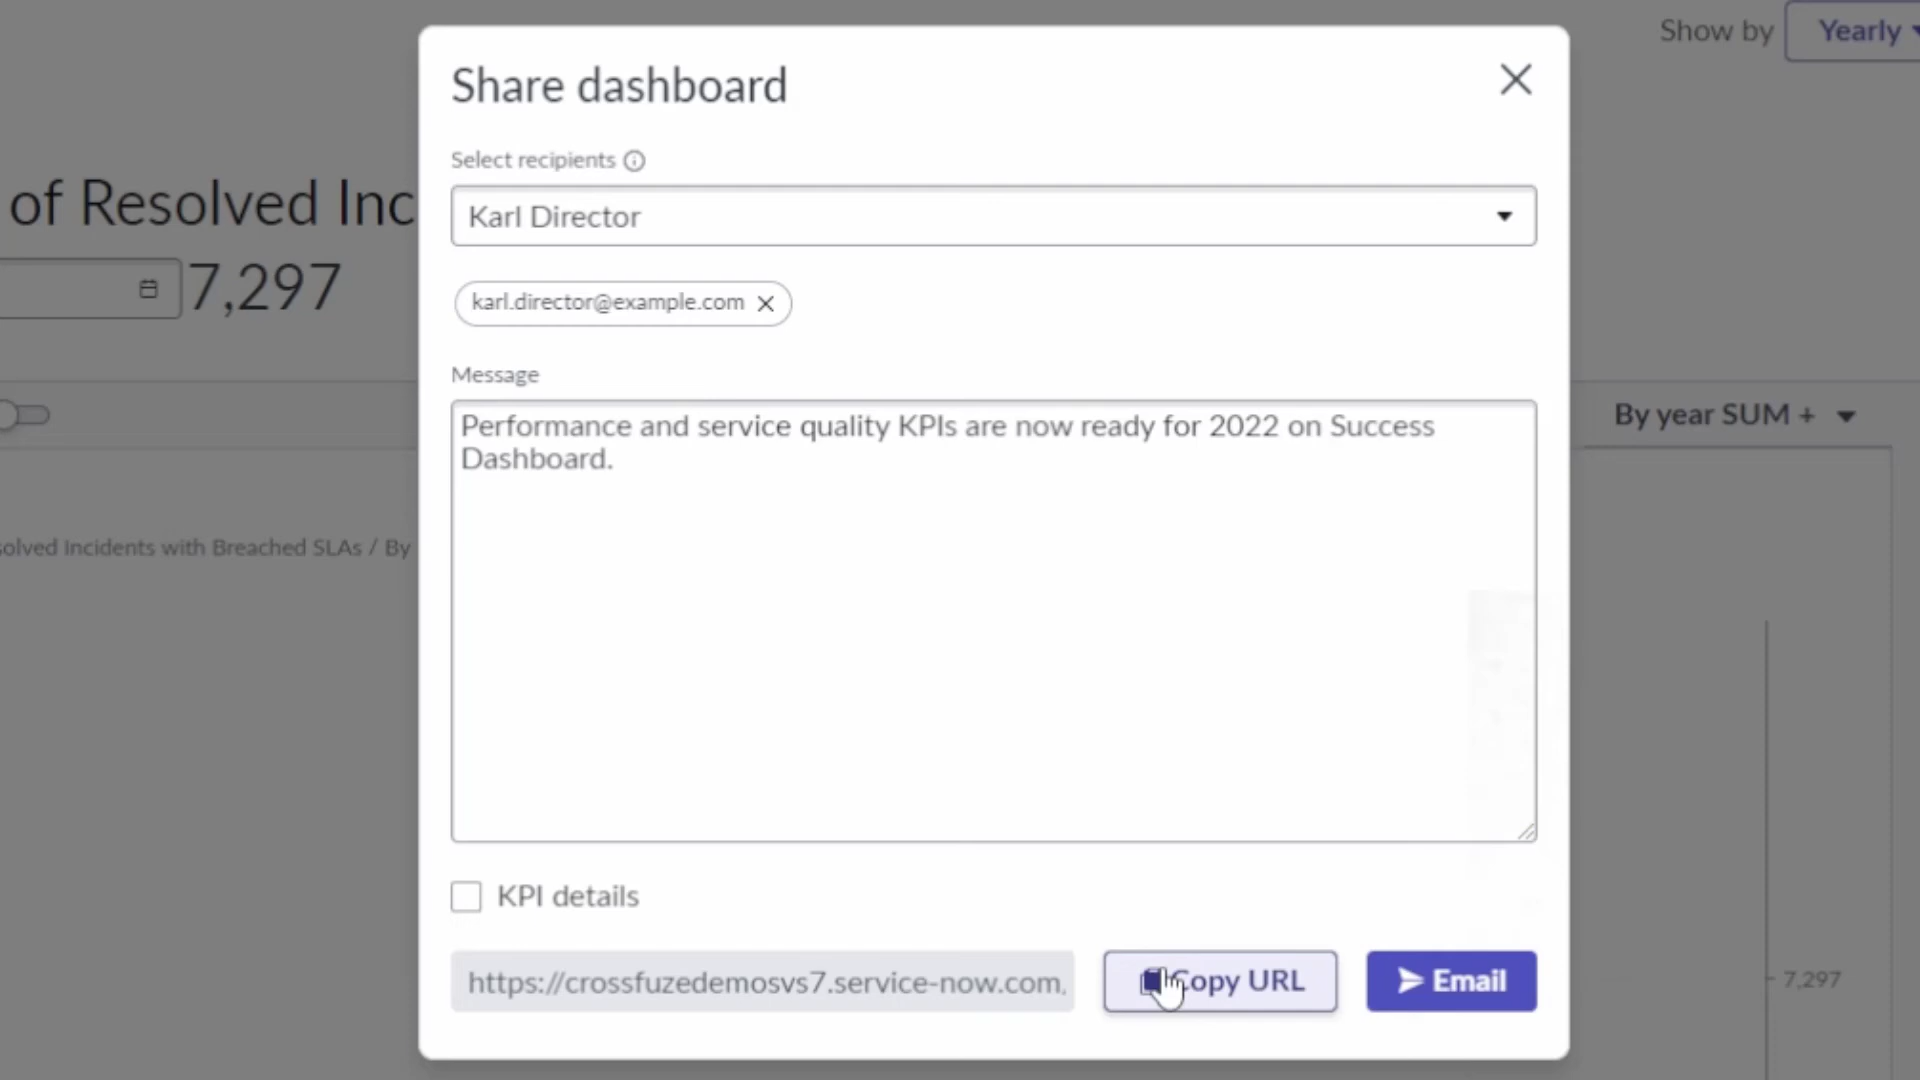 Show by
Yearly
Share dashboard
Select recipients
Karl Director
of Resolved Inc
7,297
karl.director@example.com
Message
Performance and service quality KPIs are now ready for 2022 on Success
Dashboard.
By year SUM +
solved Incidents with Breached SLAs / By
KPI details
https://crossfuzedemosvs7.service-now.com,
Copy URL
Email
7,297